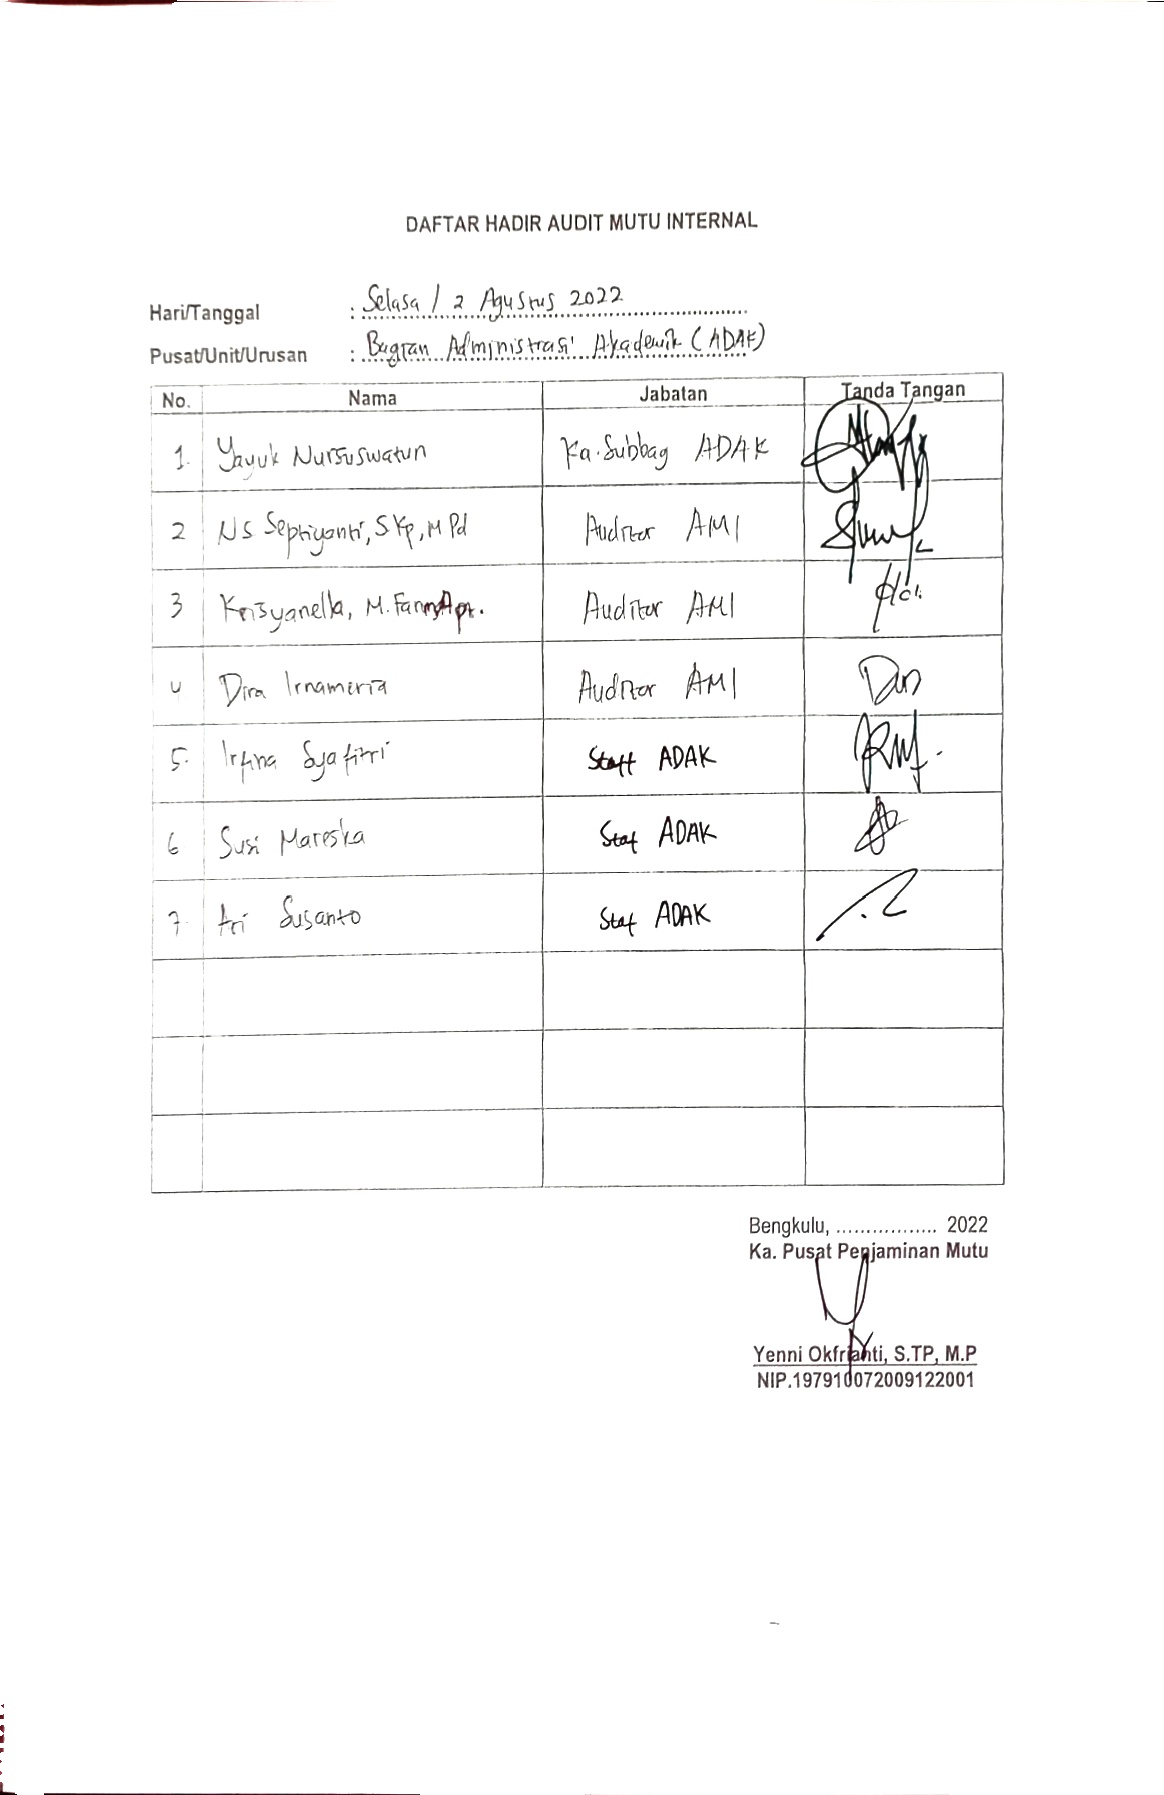 DAFTAR HADIR AUDIT MUTU INTERNAL
Hari/Tanggal : Selasa / 2 Agustus 2022
Pusat/Unit/Urusan : Bagian Administrasi Akademik (ADAK)
No. Nama Jabatan Tanda Tangan
1. Yayuk Nursuswatun Ka. Subbag ADAK
2 NS Septiyanti, S Kp, M Pd Auditor AMI
3 Krisyanella, M. Farm, Apt. Auditor AMI
4 Dira Irnameria Auditor AMI
5. Irfina Syafitri Staff ADAK
6 Susi Mareska Staf ADAK
7. Ari Susanto Staf ADAK
Bengkulu, ................. 2022
Ka. Pusat Penjaminan Mutu
Yenni Okfrianti, S.TP, M.P
NIP.197910072009122001